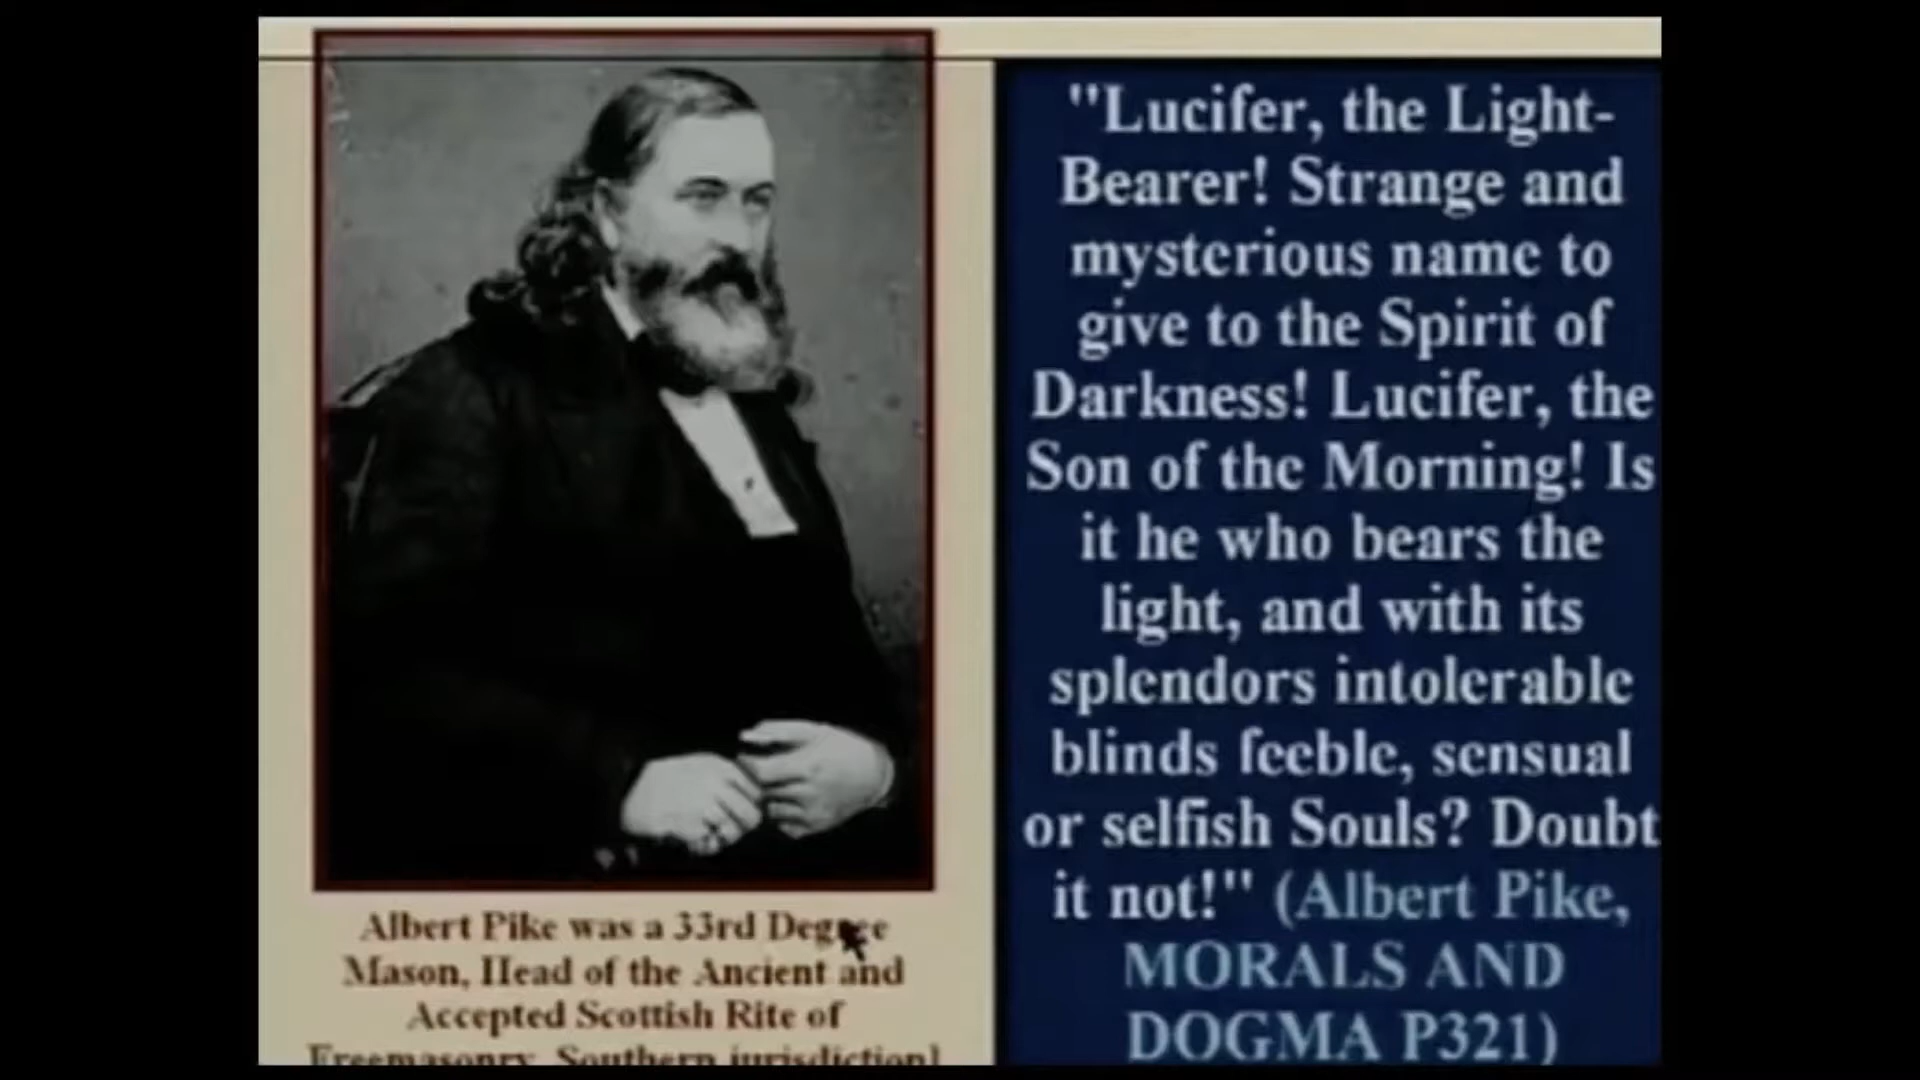 "Lucifer, the Light-
Bearer! Strange and
mysterious name to
give to the Spirit of
Darkness! Lucifer, the
Son of the Morning! Is
it he who bears the
light, and with its
splendors intolerable
blinds feeble, sensual
or selfish Souls? Doubt
it not!" (Albert Pike,
MORALS AND
DOGMA P321)
Albert Pike was a 33rd Degree
Mason, Head of the Ancient and
Accepted Scottish Rite of
Freemasonry, Southern jurisdiction]